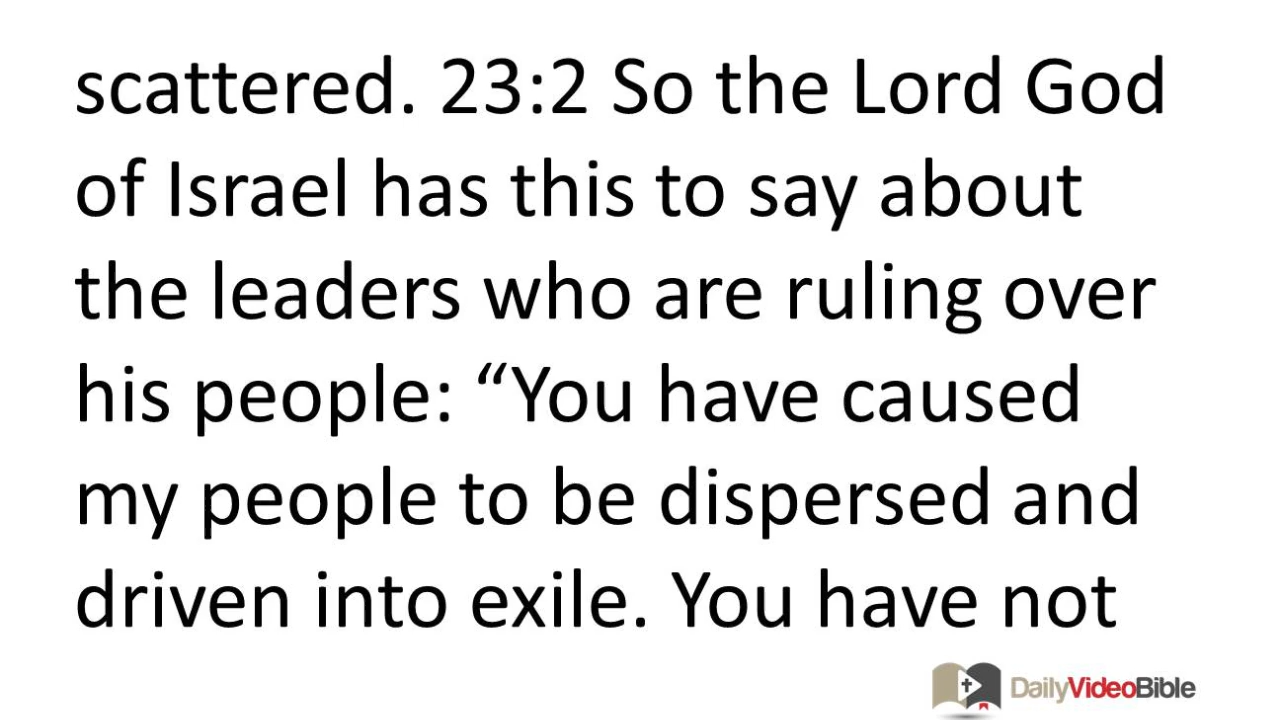 scattered. 23:2 So the Lord God
of Israel has this to say about
the leaders who are ruling over
his people: “You have caused
my people to be dispersed and
driven into exile. You have not
DailyVideoBible